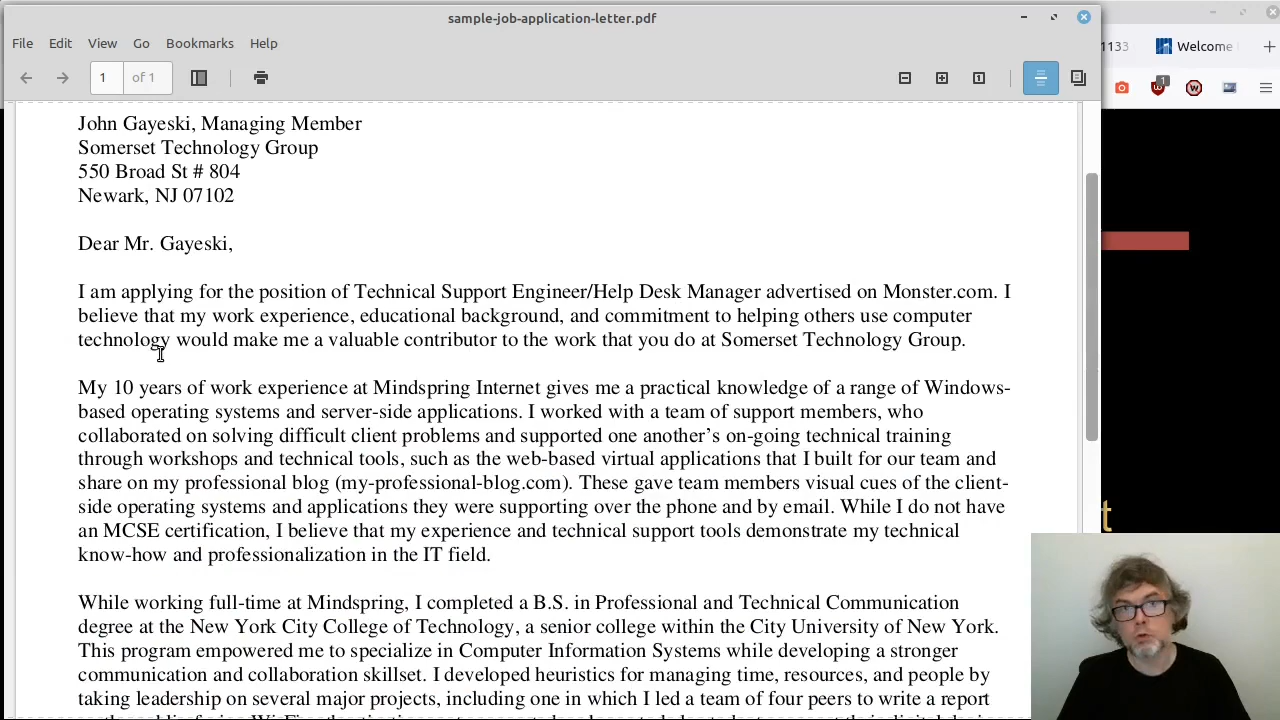 sample-job-application-letter.pdf
File Edit View Go Bookmarks Help
1133
Welcome
1 of 1
1
1
John Gayeski, Managing Member
Somerset Technology Group
550 Broad St # 804
Newark, NJ 07102
Dear Mr. Gayeski,
I am applying for the position of Technical Support Engineer/Help Desk Manager advertised on Monster.com. I
believe that my work experience, educational background, and commitment to helping others use computer
technology would make me a valuable contributor to the work that you do at Somerset Technology Group.
My 10 years of work experience at Mindspring Internet gives me a practical knowledge of a range of Windows-
based operating systems and server-side applications. I worked with a team of support members, who
collaborated on solving difficult client problems and supported one another’s on-going technical training
through workshops and technical tools, such as the web-based virtual applications that I built for our team and
share on my professional blog (my-professional-blog.com). These gave team members visual cues of the client-
side operating systems and applications they were supporting over the phone and by email. While I do not have
an MCSE certification, I believe that my experience and technical support tools demonstrate my technical
know-how and professionalization in the IT field.
t
While working full-time at Mindspring, I completed a B.S. in Professional and Technical Communication
degree at the New York City College of Technology, a senior college within the City University of New York.
This program empowered me to specialize in Computer Information Systems while developing a stronger
communication and collaboration skillset. I developed heuristics for managing time, resources, and people by
taking leadership on several major projects, including one in which I led a team of four peers to write a report